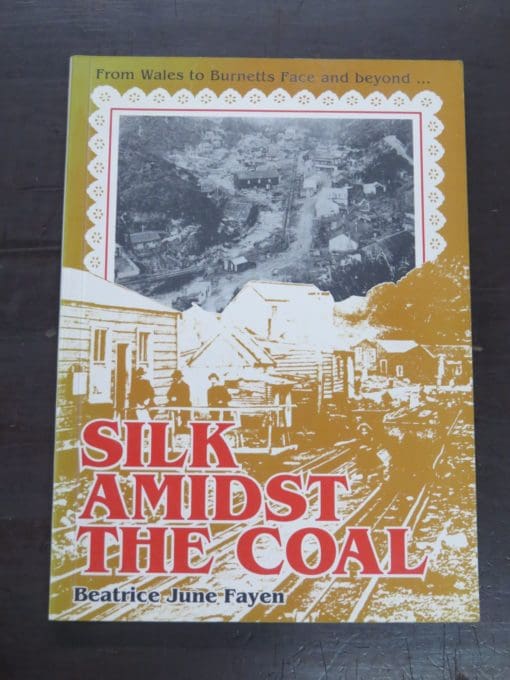 From Wales to Burnetts Face and beyond ...
SILK
AMIDST
THE COAL
Beatrice June Fayen